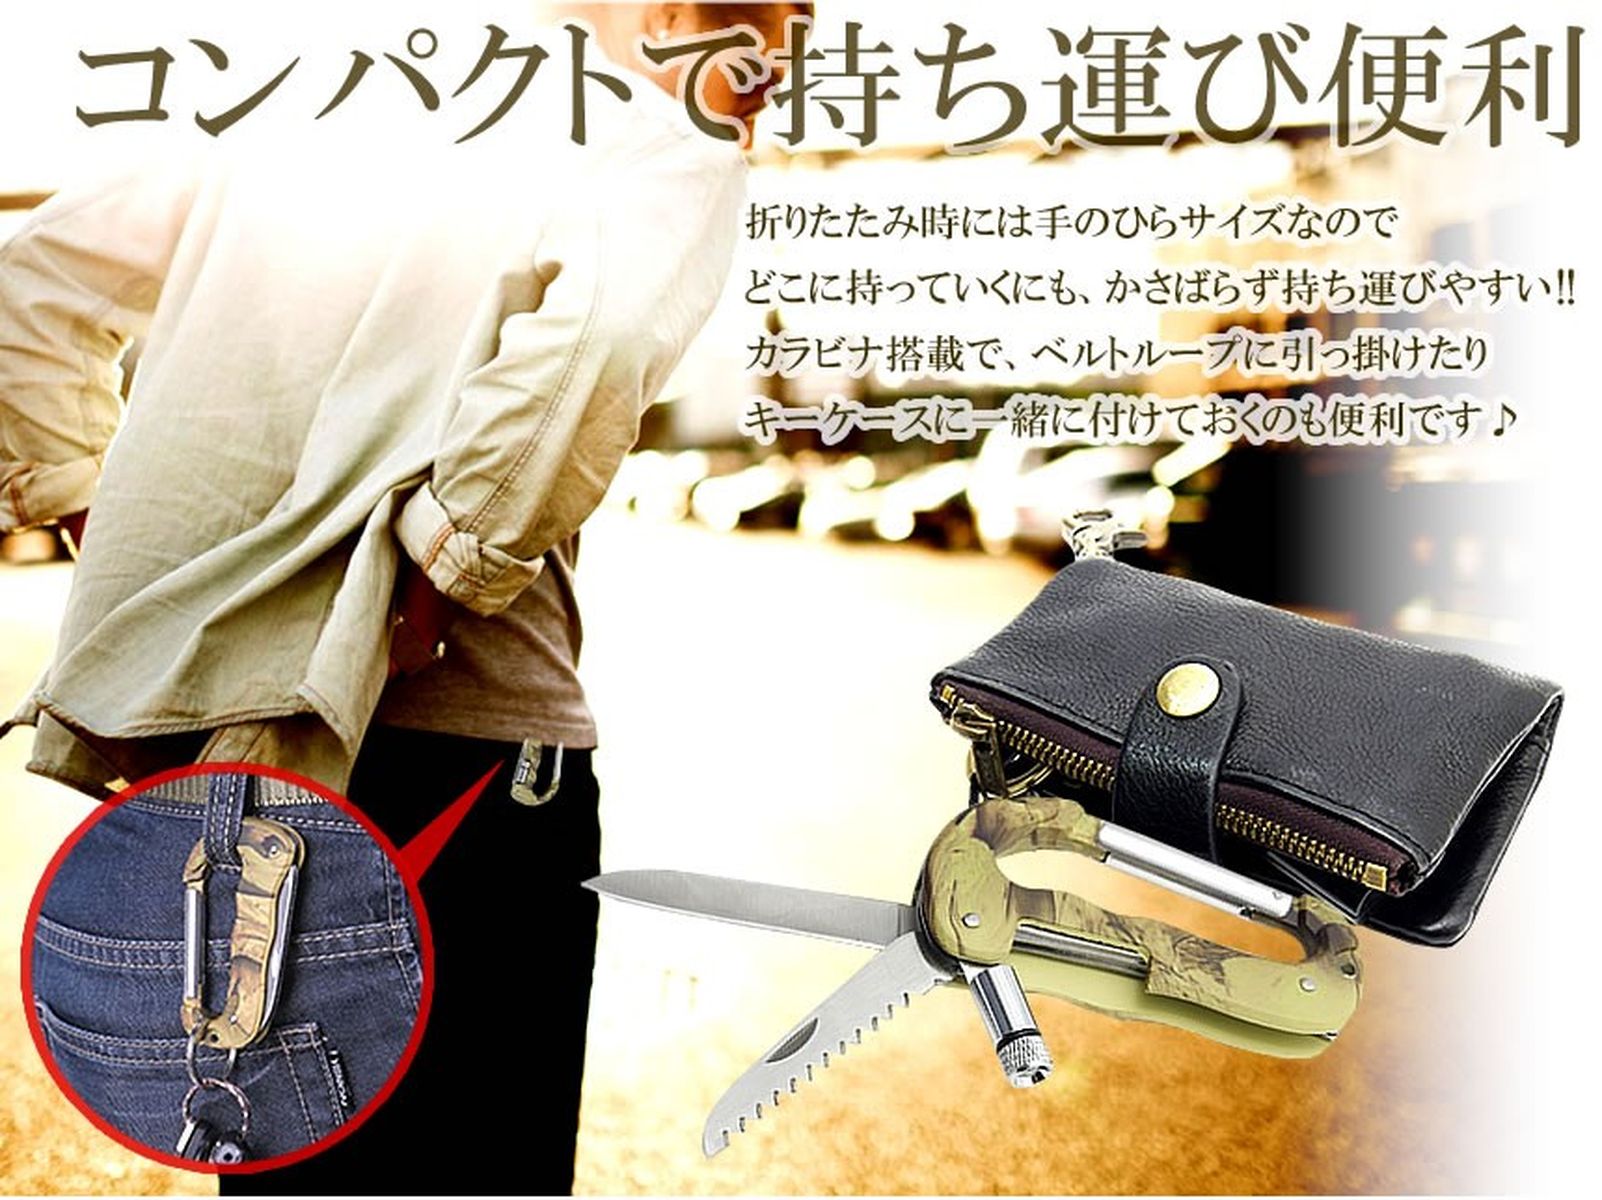 コンパクトで持ち運び便利
折りたたみ時には手のひらサイズなので
どこに持っていくにも、かさばらず持ち運びやすい!!
カラビナ搭載で、ベルトループに引っ掛けたり
キーケースに一緒に付けておくのも便利です♪